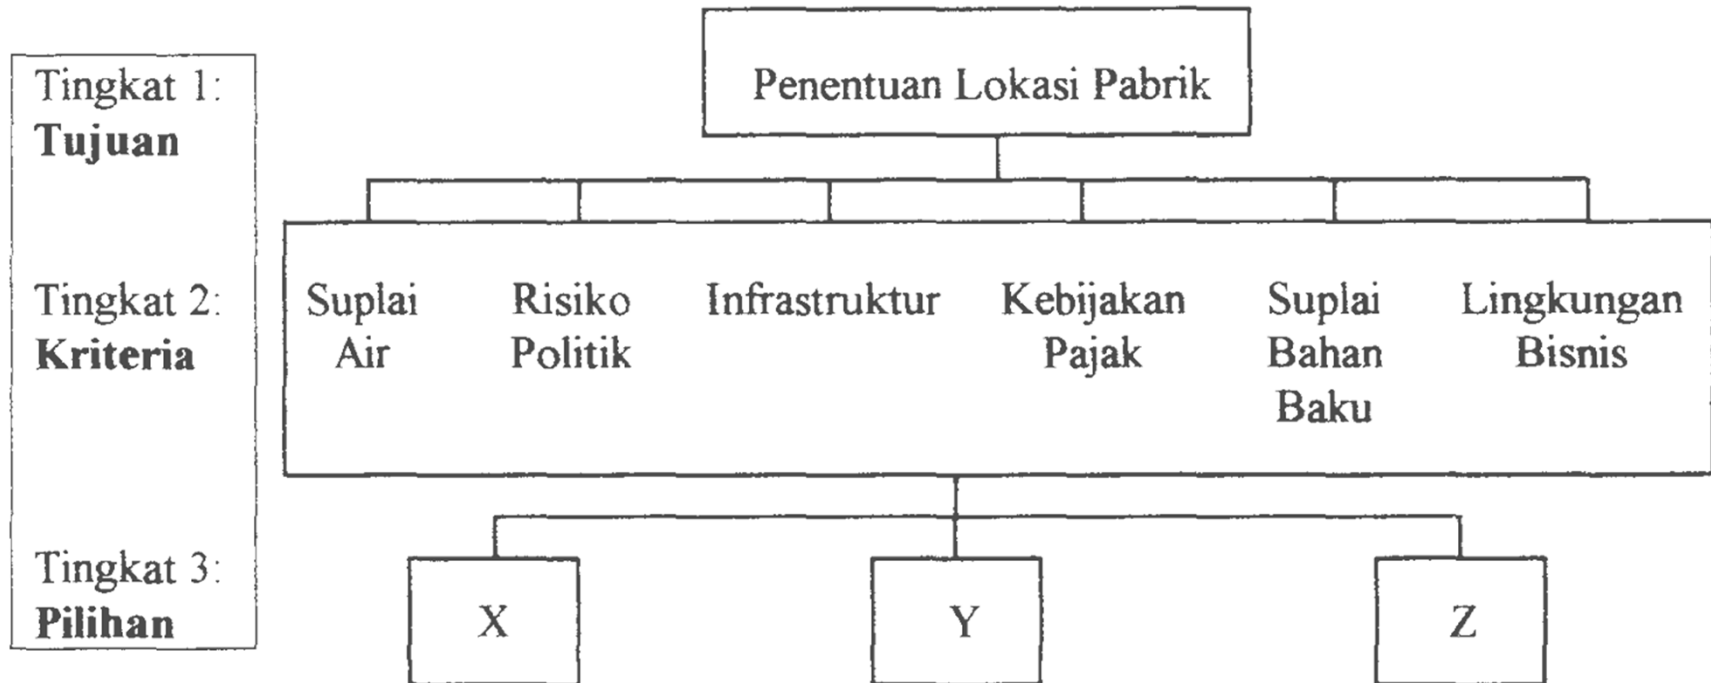 Penentuan Lokasi Pabrik
Tingkat 1:
Tujuan
Tingkat 2:
Kriteria
Suplai
Air
Risiko
Politik
Infrastruktur
Kebijakan
Pajak
Suplai
Bahan
Baku
Lingkungan
Bisnis
Tingkat 3:
Pilihan
X
Y
Z